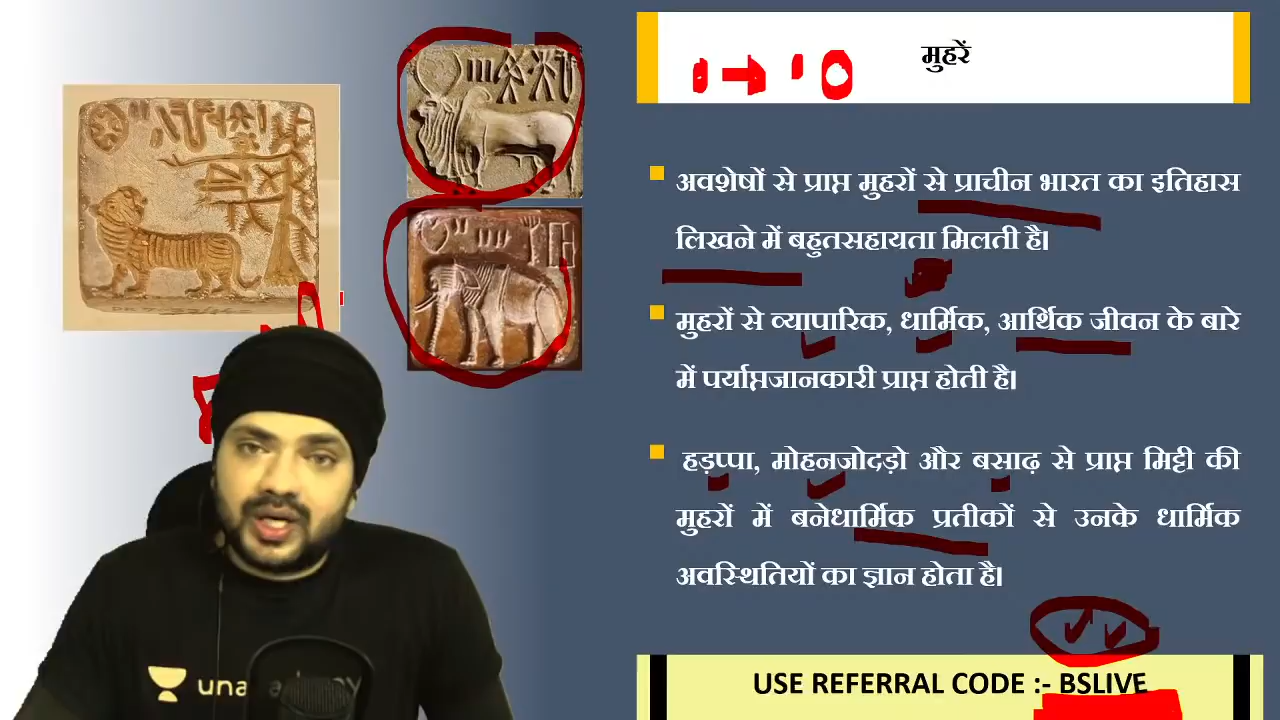 मुहरें
अवशेषों से प्राप्त मुहरों से प्राचीन भारत का इतिहास
लिखने में बहुतसहायता मिलती है।
मुहरों से व्यापारिक, धार्मिक, आर्थिक जीवन के बारे
में पर्याप्तजानकारी प्राप्त होती है।
हड़प्पा, मोहनजोदड़ो और बसाढ़ से प्राप्त मिट्टी की
मुहरों में बनेधार्मिक प्रतीकों से उनके धार्मिक
अवस्थितियों का ज्ञान होता है।
USE REFERRAL CODE :- BSLIVE